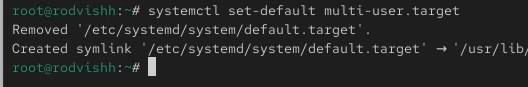 root@rodvishh:~# systemctl set-default multi-user.target
Removed '/etc/systemd/system/default.target'.
Created symlink '/etc/systemd/system/default.target' → '/usr/lib/
root@rodvishh:~#